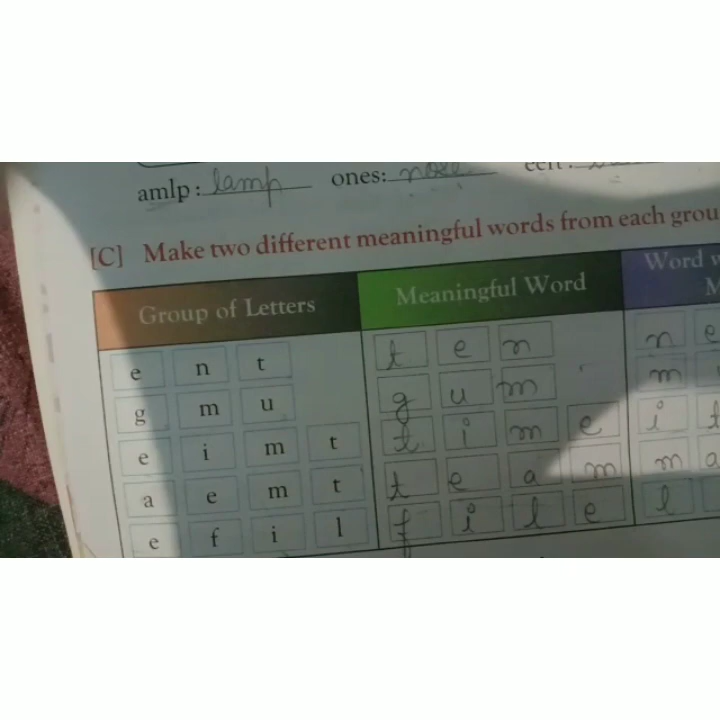 amlp: lamp ones: nose
[C] Make two different meaningful words from each grou
Group of Letters Meaningful Word Word w
M
e n t t e n n e
g m u g u m m
e i m t t i m e i t
a e m t t e a m m a
e f i l f i l e l